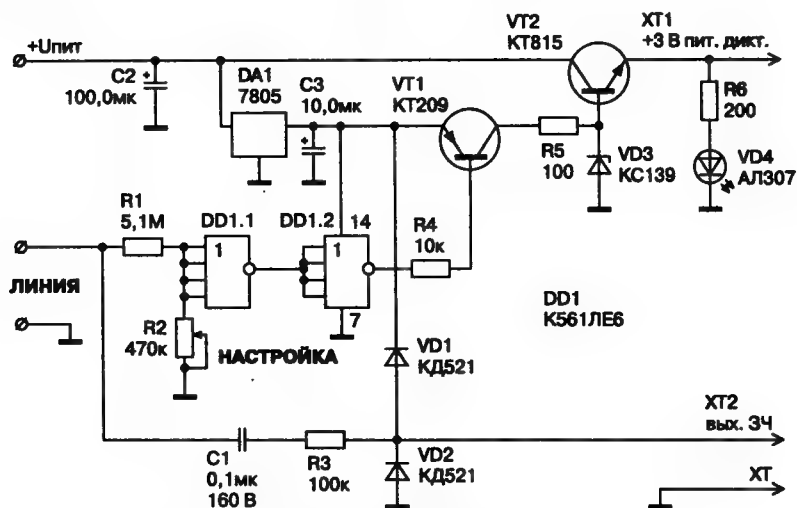 +Uпит
C2
100,0мк
DA1
7805
C3
10,0мк
VT1
КТ209
VT2
КТ815
XT1
+3 В пит. дикт.
R6
200
R5
100
VD3
КС139
VD4
АЛ307
R1
5,1М
DD1.1
1
DD1.2
14
1
7
R4
10к
ЛИНИЯ
R2
470к
НАСТРОЙКА
DD1
К561ЛЕ6
VD1
КД521
C1
0,1мк
160 В
R3
100к
VD2
КД521
XT2
вых. ЗЧ
XT